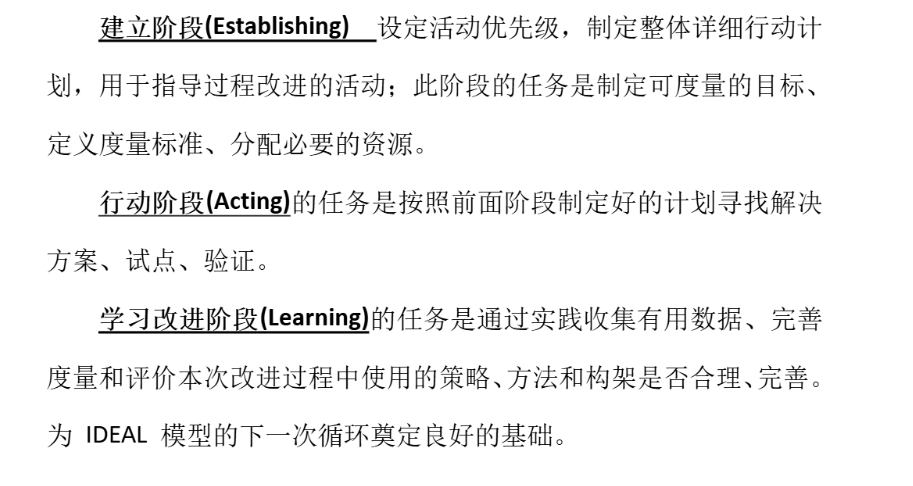 建立阶段(Establishing) 设定活动优先级，制定整体详细行动计
划，用于指导过程改进的活动；此阶段的任务是制定可度量的目标、
定义度量标准、分配必要的资源。
行动阶段(Acting)的任务是按照前面阶段制定好的计划寻找解决
方案、试点、验证。
学习改进阶段(Learning)的任务是通过实践收集有用数据、完善
度量和评价本次改进过程中使用的策略、方法和构架是否合理、完善。
为 IDEAL 模型的下一次循环奠定良好的基础。